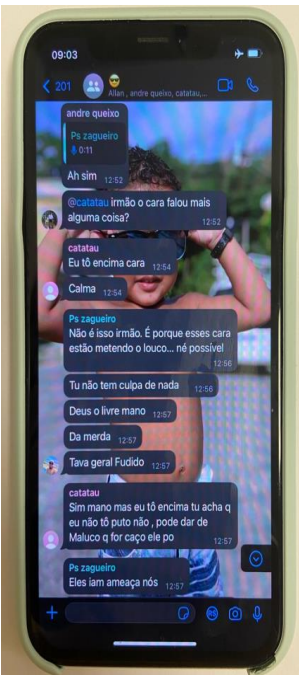 09:03
201
😎
Allan , andre queixo, catatau,...
andre queixo
Ps zagueiro
0:11
Ah sim 12:52
@catatau irmão o cara falou mais
alguma coisa? 12:52
catatau
Eu tô encima cara 12:54
Calma 12:54
Ps zagueiro
Não é isso irmão. É porque esses cara
estão metendo o louco... né possível
12:56
Tu não tem culpa de nada 12:56
Deus o livre mano 12:57
Da merda 12:57
Tava geral Fudido 12:57
catatau
Sim mano mas eu tô encima tu acha q
eu não tô puto não , pode dar de
Maluco q for caço ele po 12:57
Ps zagueiro
Eles iam ameaça nós 12:57
R$